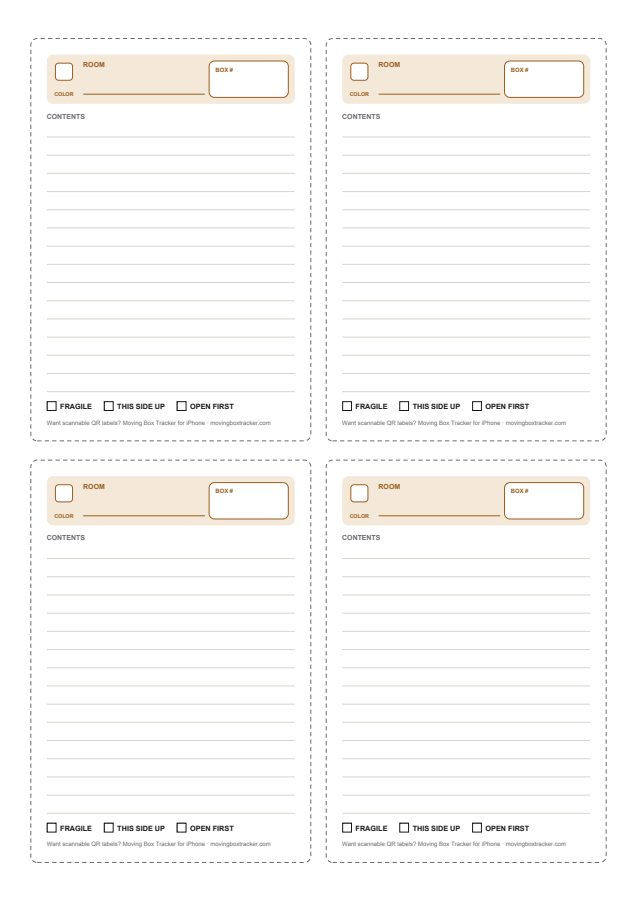 ROOM
BOX #
COLOR
CONTENTS
FRAGILE THIS SIDE UP OPEN FIRST
Want scannable QR labels? Moving Box Tracker for iPhone · movingboxtracker.com
ROOM
BOX #
COLOR
CONTENTS
FRAGILE THIS SIDE UP OPEN FIRST
Want scannable QR labels? Moving Box Tracker for iPhone · movingboxtracker.com
ROOM
BOX #
COLOR
CONTENTS
FRAGILE THIS SIDE UP OPEN FIRST
Want scannable QR labels? Moving Box Tracker for iPhone · movingboxtracker.com
ROOM
BOX #
COLOR
CONTENTS
FRAGILE THIS SIDE UP OPEN FIRST
Want scannable QR labels? Moving Box Tracker for iPhone · movingboxtracker.com